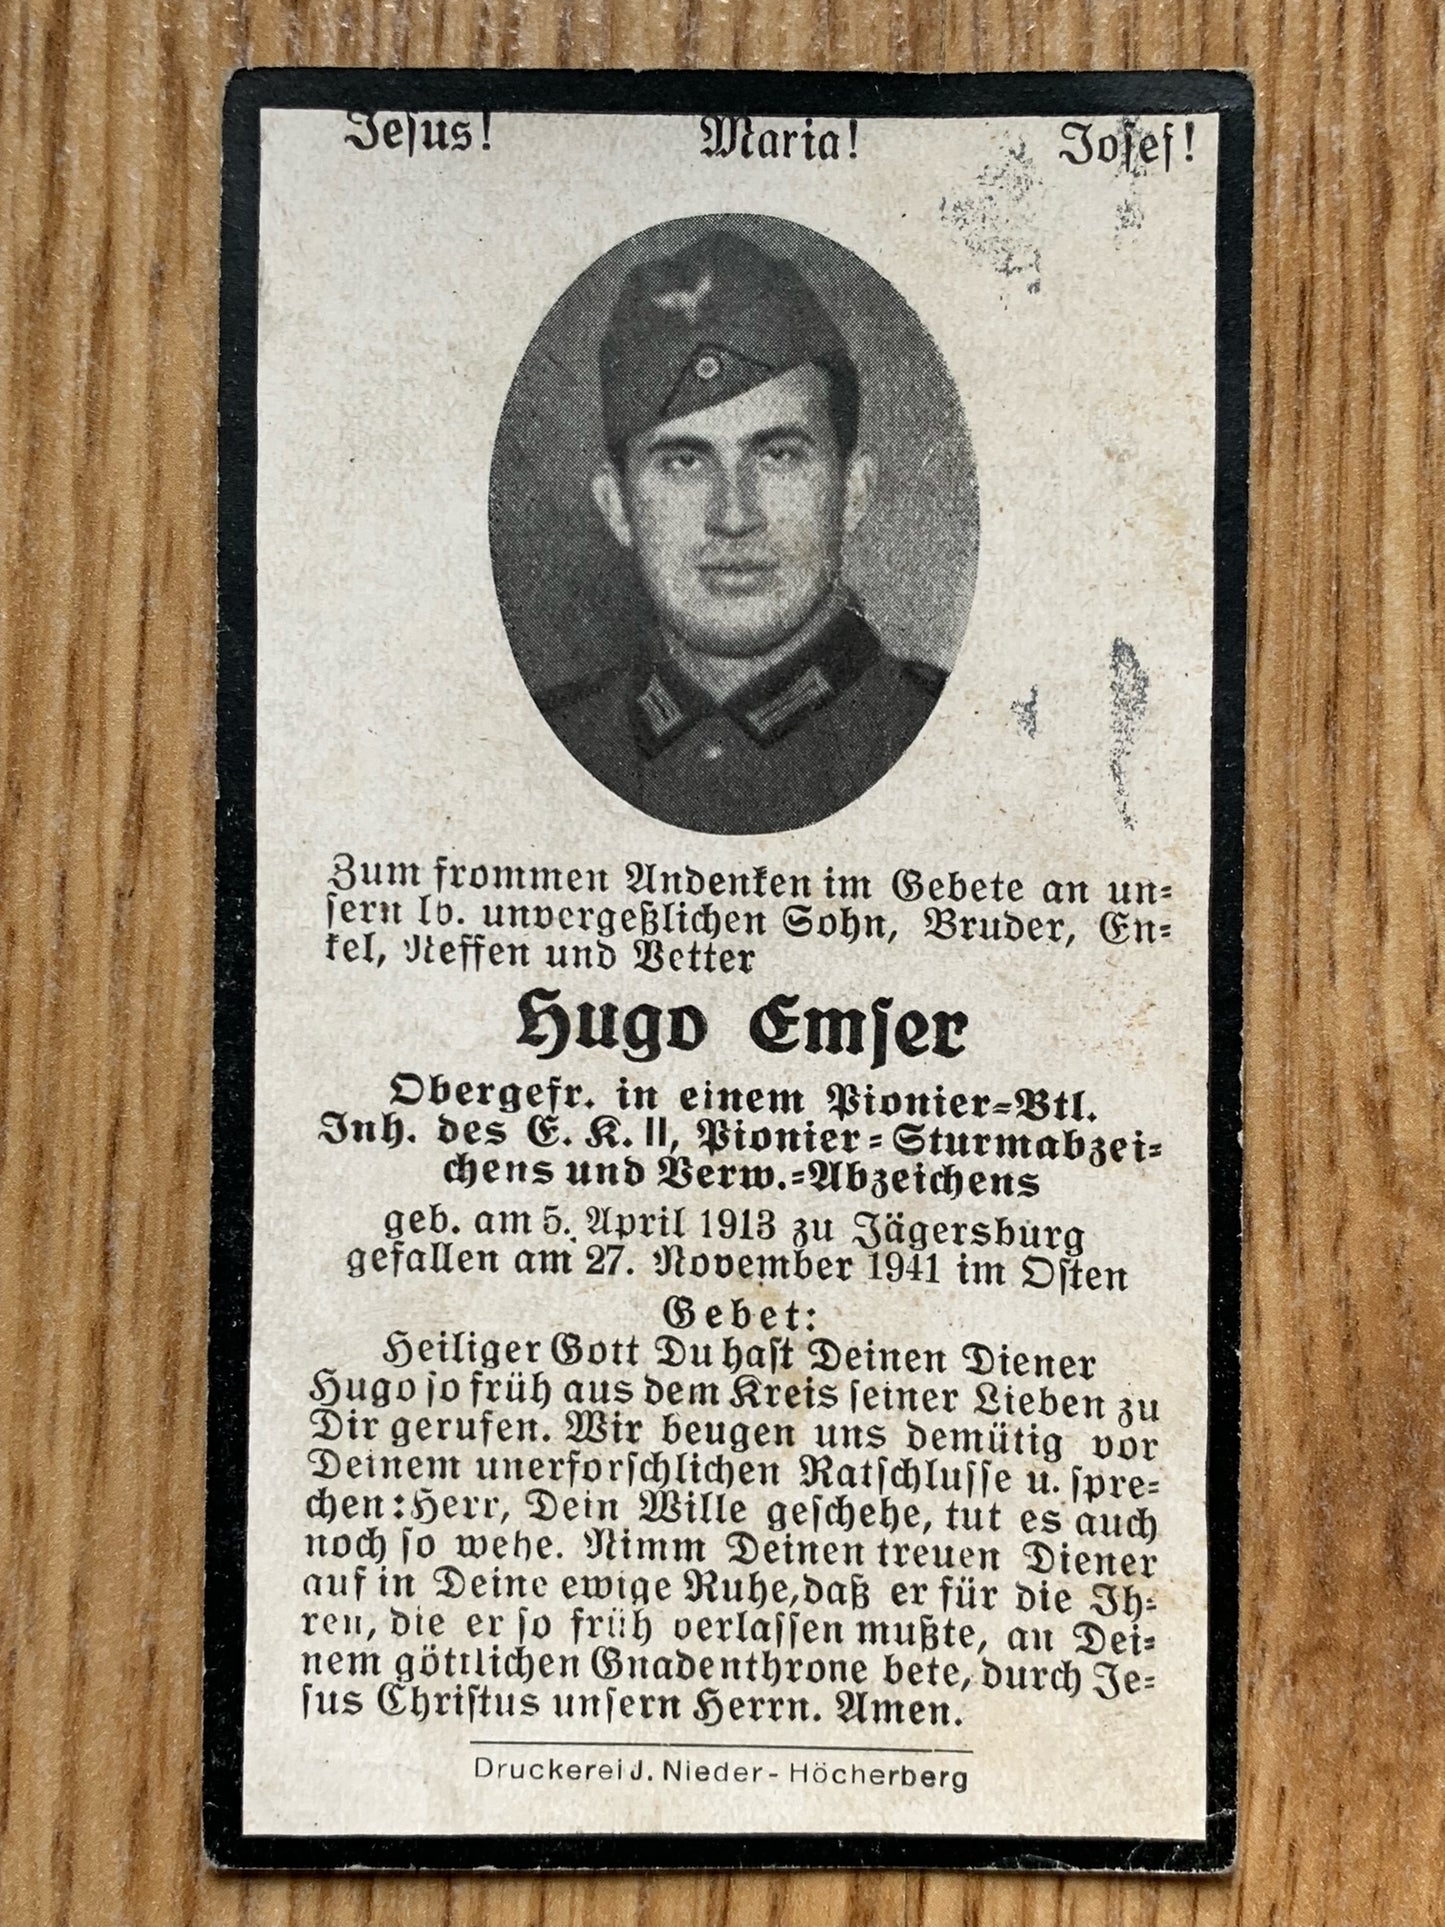 Jesus! Maria! Josef!
Zum frommen Andenken im Gebete an un-
sern lb. unvergeßlichen Sohn, Bruder, En-
kel, Neffen und Vetter
Hugo Emser
Obergefr. in einem Pionier-Btl.
Inh. des E. K. II, Pionier-Sturmabzei-
chens und Verw.-Abzeichens
geb. am 5. April 1913 zu Jägersburg
gefallen am 27. November 1941 im Osten
Gebet:
Heiliger Gott Du hast Deinen Diener
Hugo so früh aus dem Kreis seiner Lieben zu
Dir gerufen. Wir beugen uns demütig vor
Deinem unerforschlichen Ratschlusse u. spre-
chen: Herr, Dein Wille geschehe, tut es auch
noch so wehe. Nimm Deinen treuen Diener
auf in Deine ewige Ruhe, daß er für die Ih-
ren, die er so früh verlassen mußte, an Dei-
nem göttlichen Gnadenthrone bete, durch Je-
sus Christus unsern Herrn. Amen.
Druckerei J. Nieder-Höcherberg